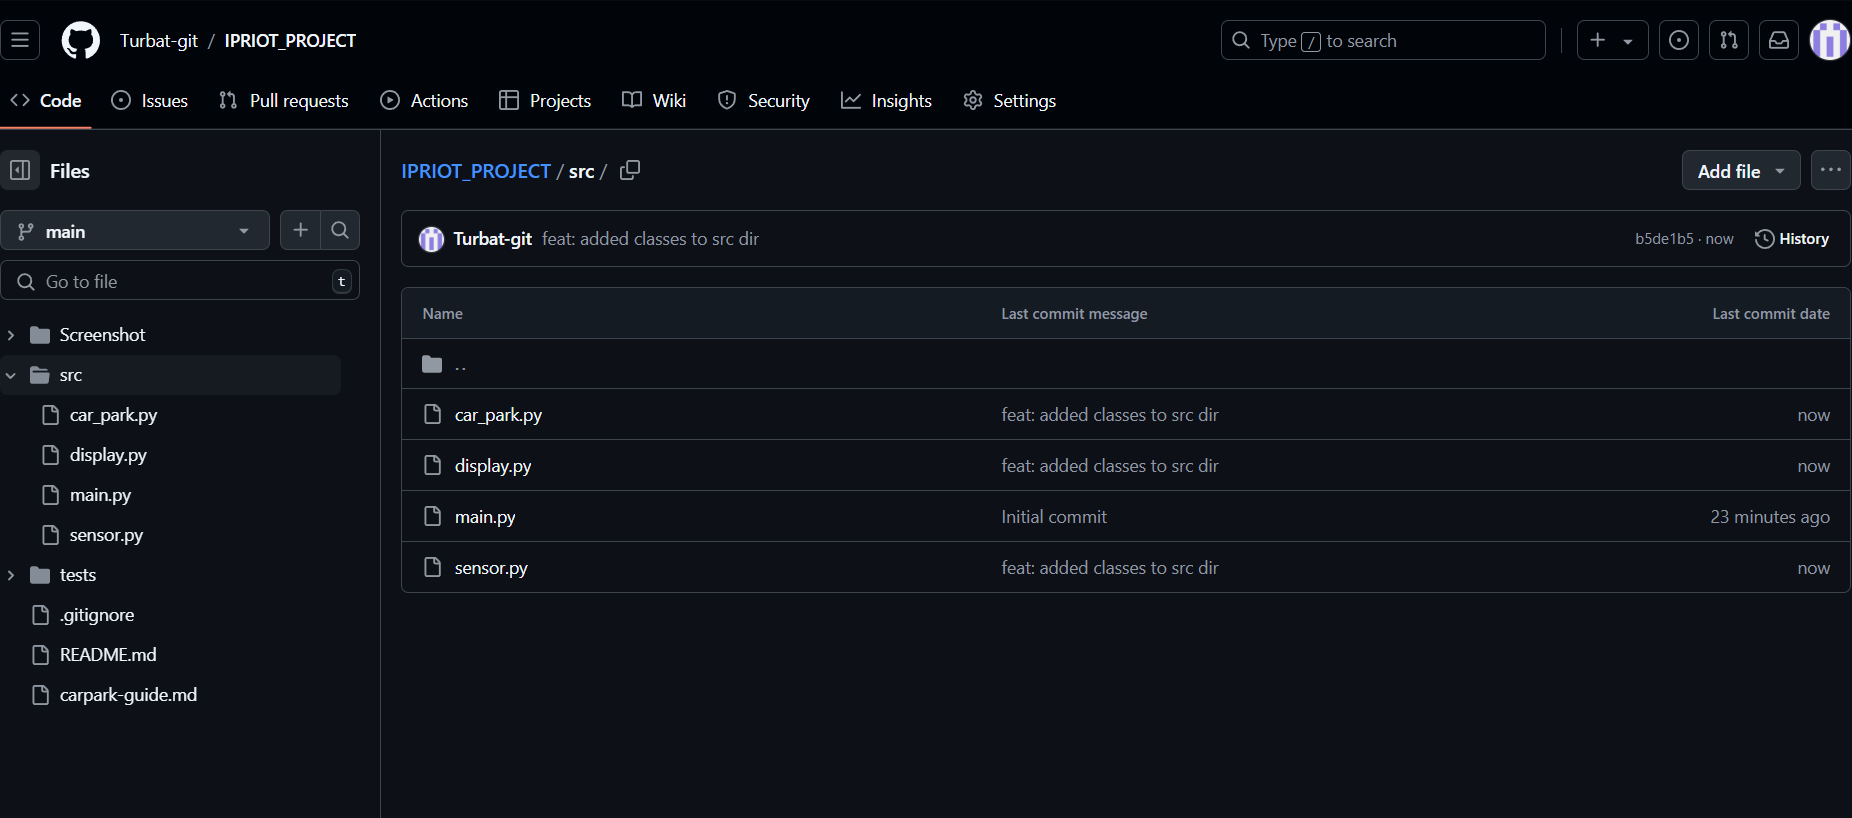 Turbat-git / IPRIOT_PROJECT
Type / to search
Code Issues Pull requests Actions Projects Wiki Security Insights Settings
Files
main
Go to file t
Screenshot
src
car_park.py
display.py
main.py
sensor.py
tests
.gitignore
README.md
carpark-guide.md
IPRIOT_PROJECT / src /
Add file
Turbat-git feat: added classes to src dir b5de1b5 · now History
Name Last commit message Last commit date
..
car_park.py feat: added classes to src dir now
display.py feat: added classes to src dir now
main.py Initial commit 23 minutes ago
sensor.py feat: added classes to src dir now